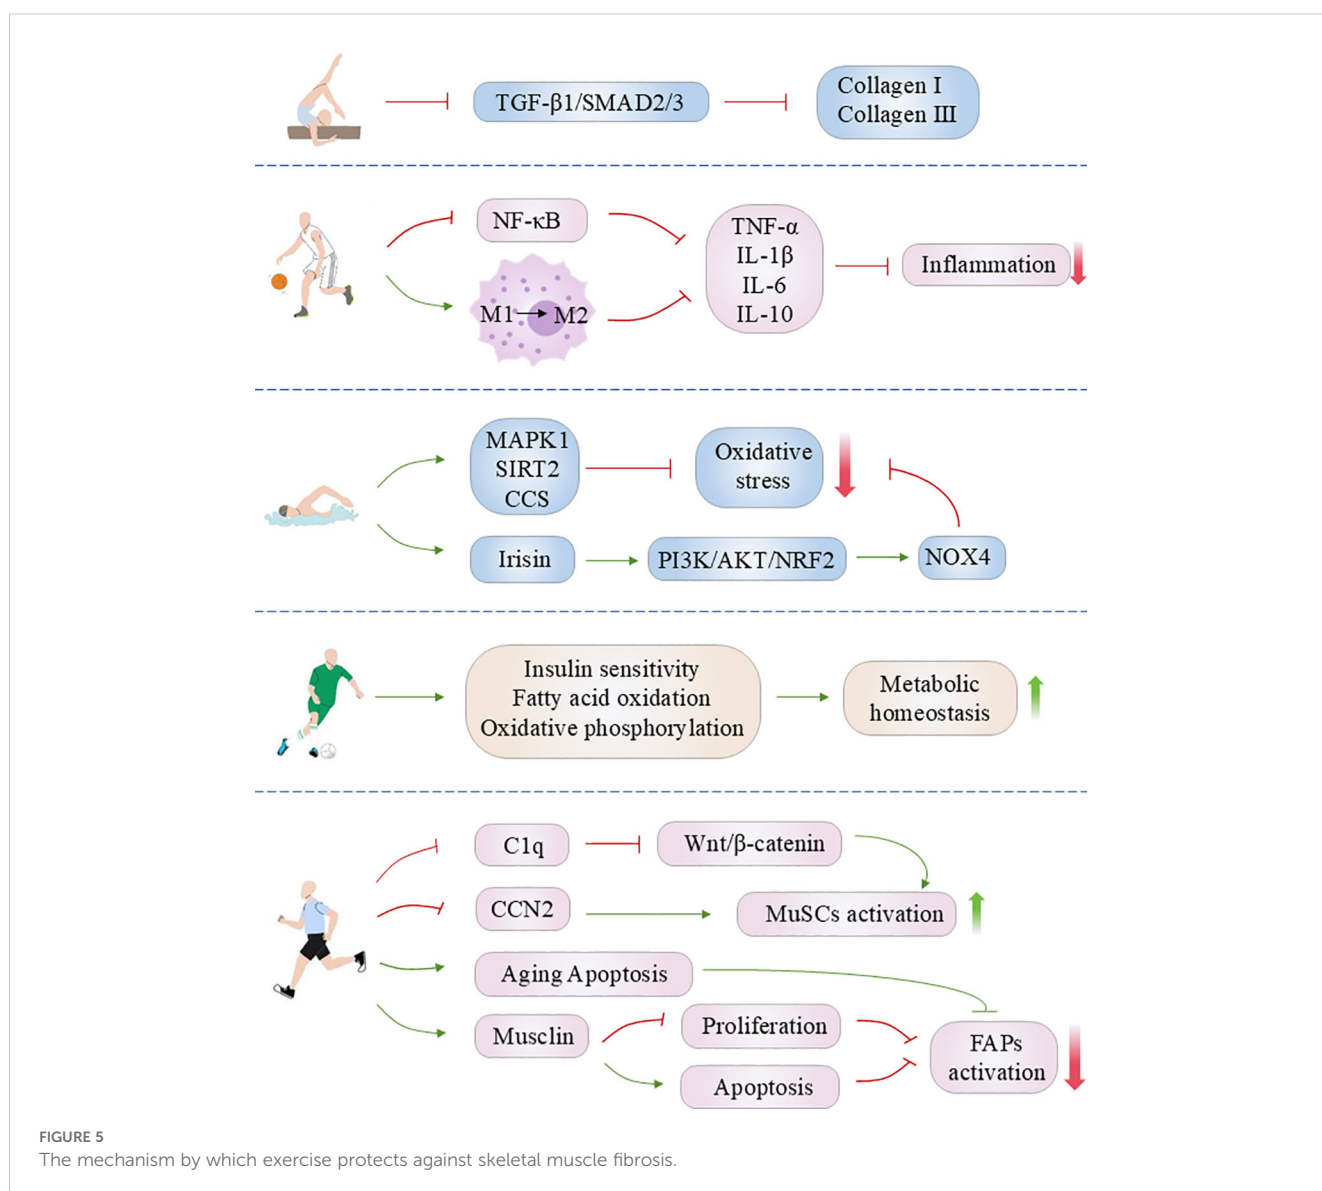 TGF-β1/SMAD2/3
Collagen I
Collagen III
NF-κB
M1
M2
TNF-α
IL-1β
IL-6
IL-10
Inflammation
MAPK1
SIRT2
CCS
Oxidative
stress
Irisin
PI3K/AKT/NRF2
NOX4
Insulin sensitivity
Fatty acid oxidation
Oxidative phosphorylation
Metabolic
homeostasis
C1q
Wnt/β-catenin
CCN2
MuSCs activation
Aging Apoptosis
Musclin
Proliferation
Apoptosis
FAPs
activation
FIGURE 5
The mechanism by which exercise protects against skeletal muscle fibrosis.